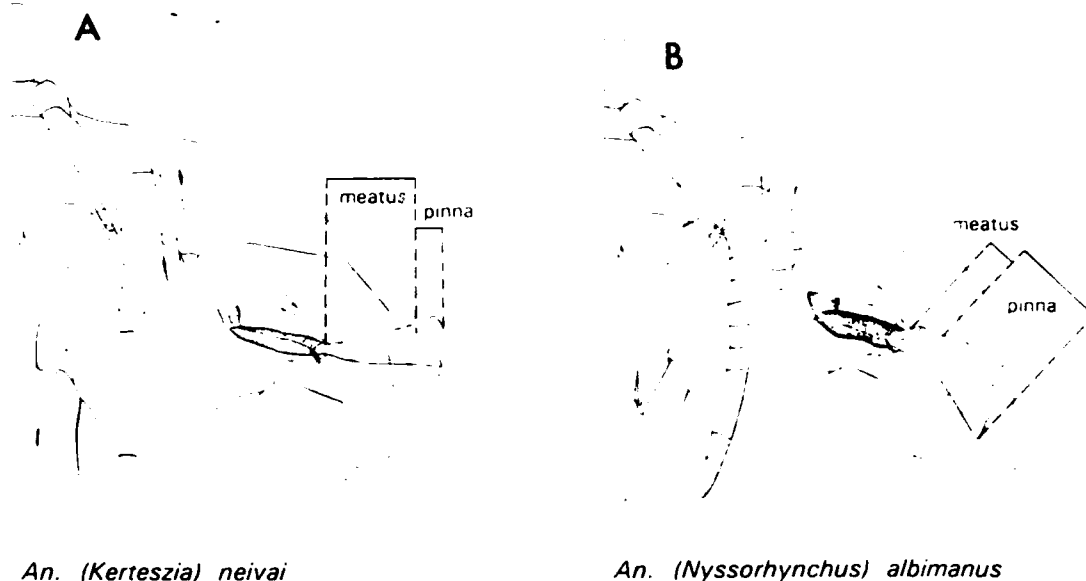 A
B
meatus
pinna
meatus
pinna
An. (Kerteszia) neivai
An. (Nyssorhynchus) albimanus